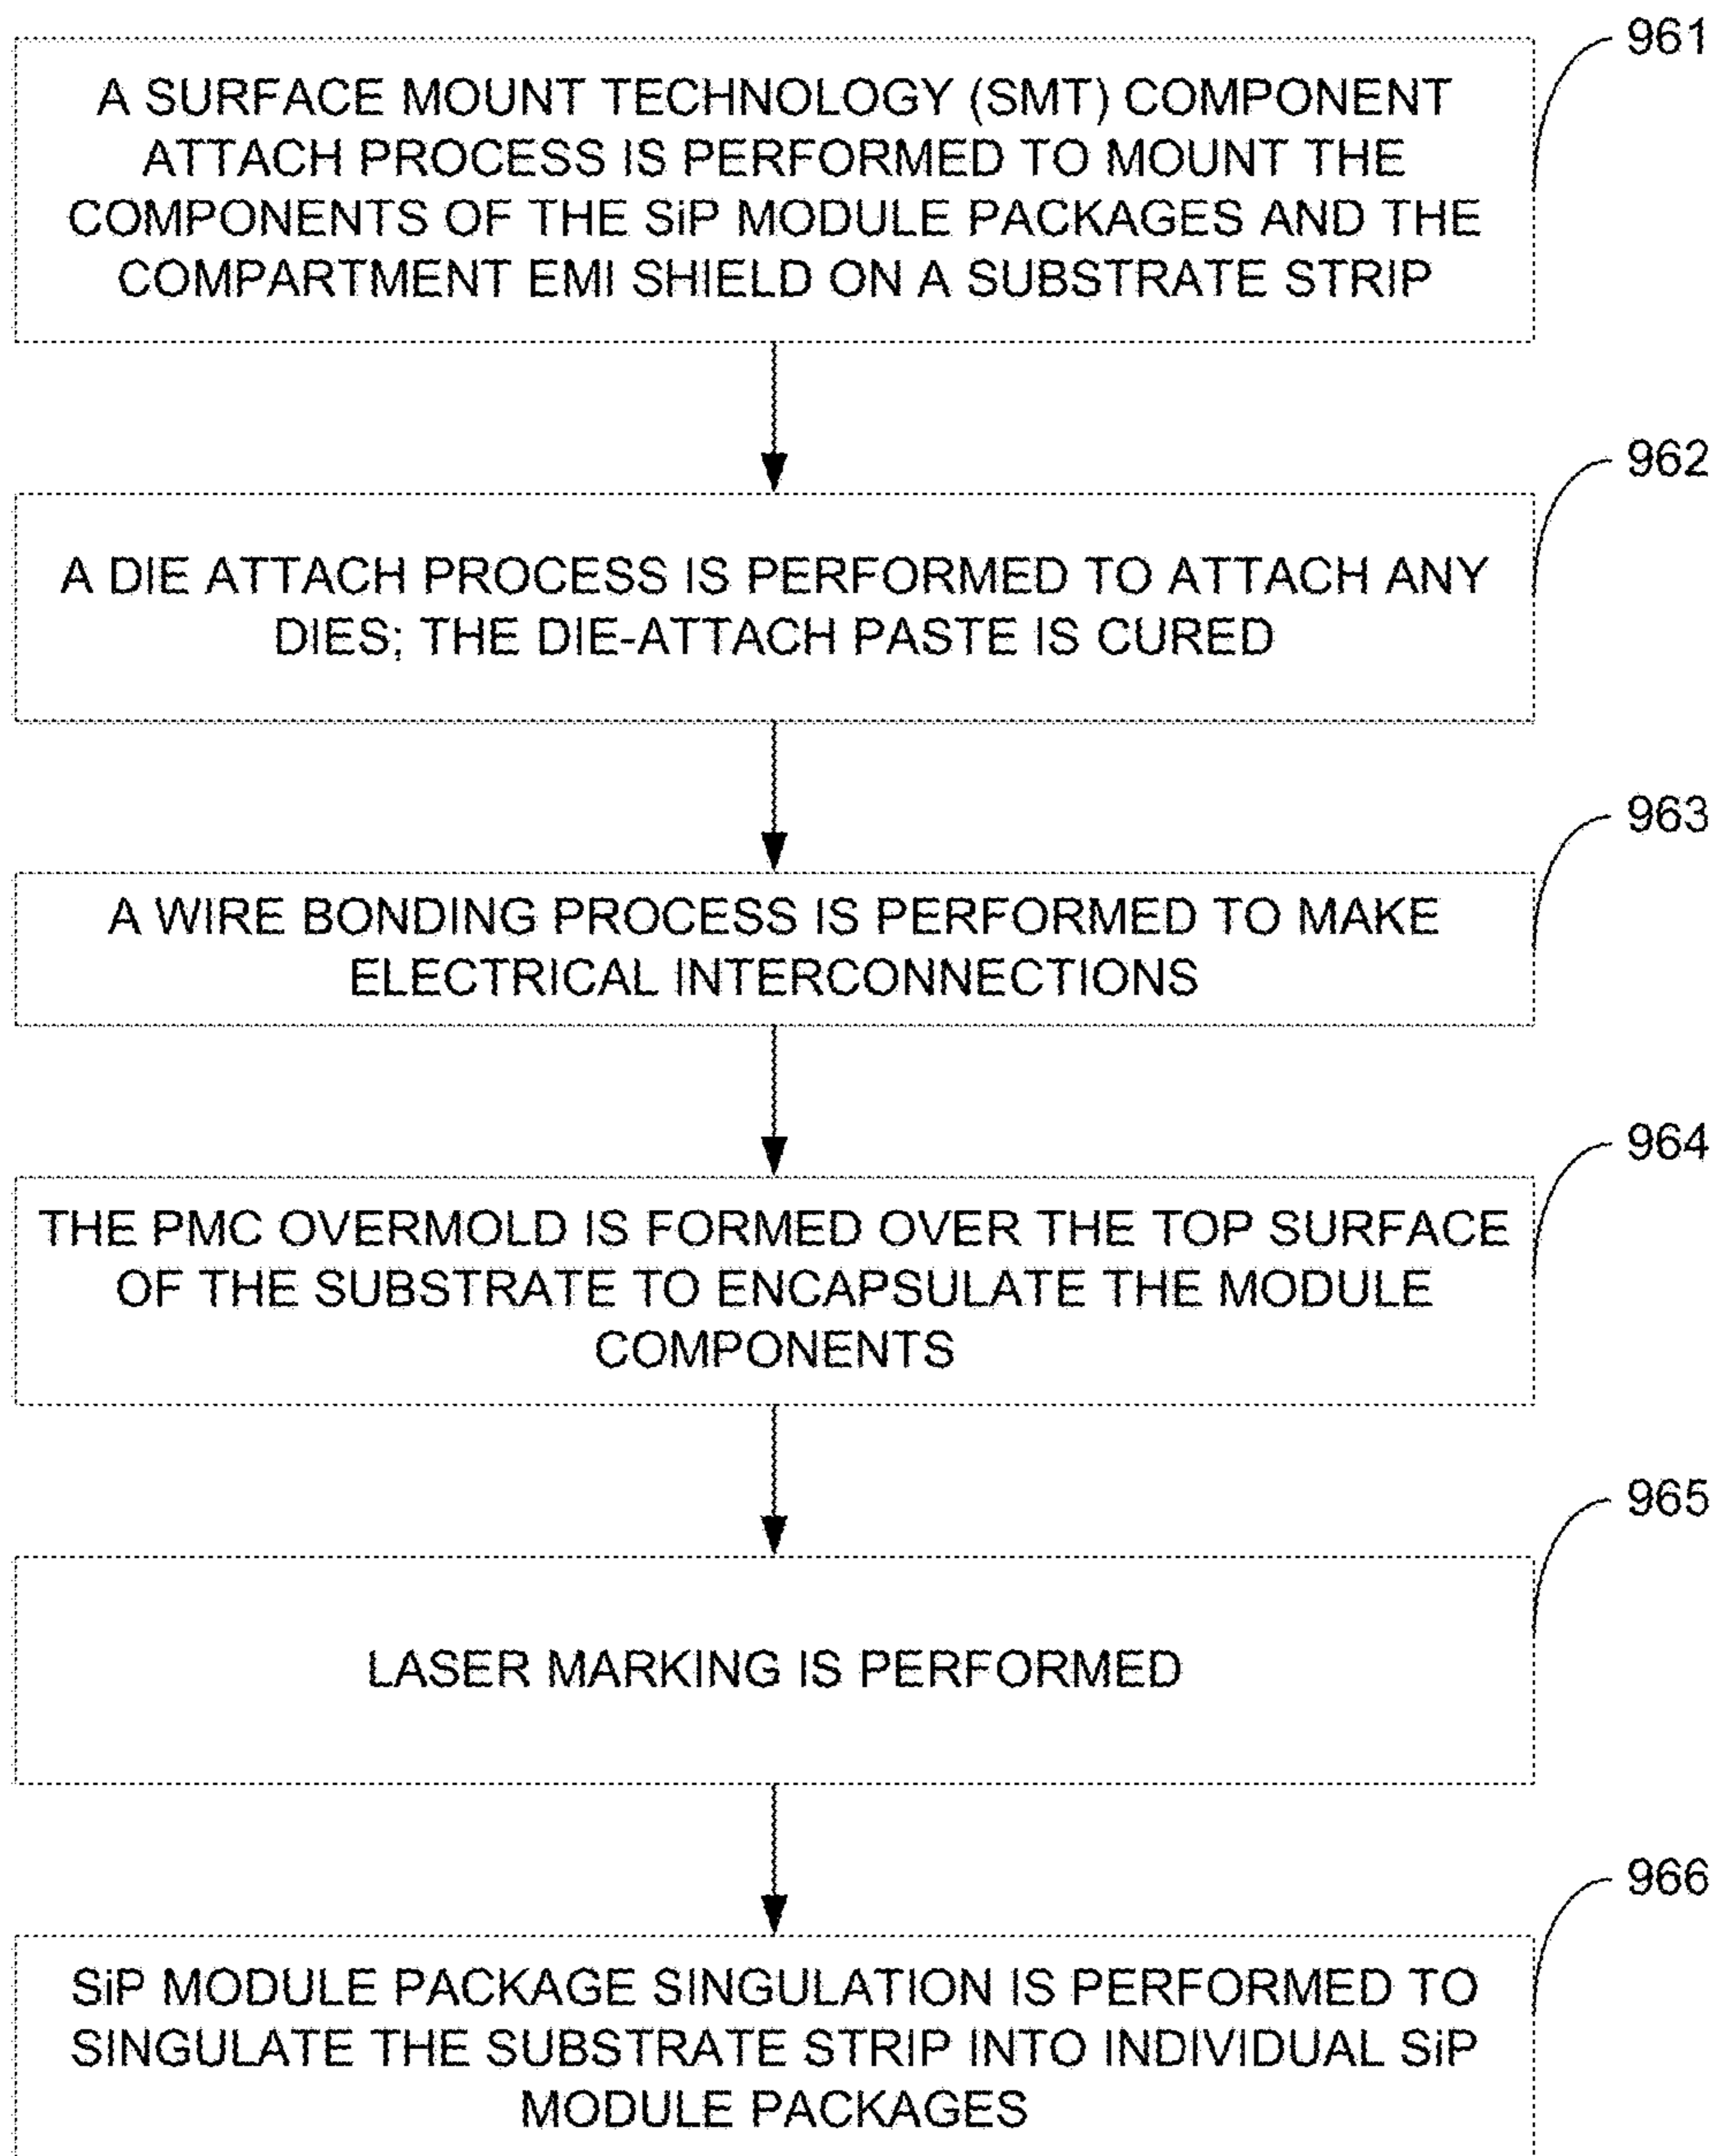 961
A SURFACE MOUNT TECHNOLOGY (SMT) COMPONENT
ATTACH PROCESS IS PERFORMED TO MOUNT THE
COMPONENTS OF THE SiP MODULE PACKAGES AND THE
COMPARTMENT EMI SHIELD ON A SUBSTRATE STRIP
962
A DIE ATTACH PROCESS IS PERFORMED TO ATTACH ANY
DIES; THE DIE-ATTACH PASTE IS CURED
963
A WIRE BONDING PROCESS IS PERFORMED TO MAKE
ELECTRICAL INTERCONNECTIONS
964
THE PMC OVERMOLD IS FORMED OVER THE TOP SURFACE
OF THE SUBSTRATE TO ENCAPSULATE THE MODULE
COMPONENTS
965
LASER MARKING IS PERFORMED
966
SiP MODULE PACKAGE SINGULATION IS PERFORMED TO
SINGULATE THE SUBSTRATE STRIP INTO INDIVIDUAL SiP
MODULE PACKAGES